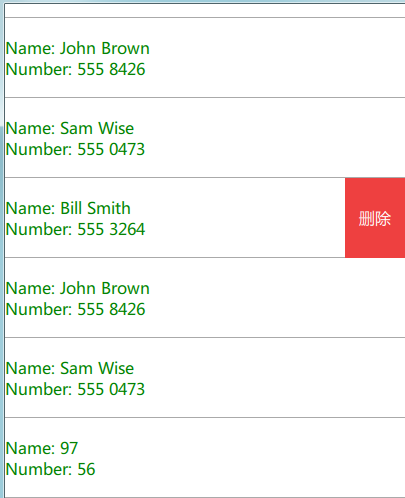 Name: John Brown
Number: 555 8426
Name: Sam Wise
Number: 555 0473
Name: Bill Smith
Number: 555 3264
删除
Name: John Brown
Number: 555 8426
Name: Sam Wise
Number: 555 0473
Name: 97
Number: 56